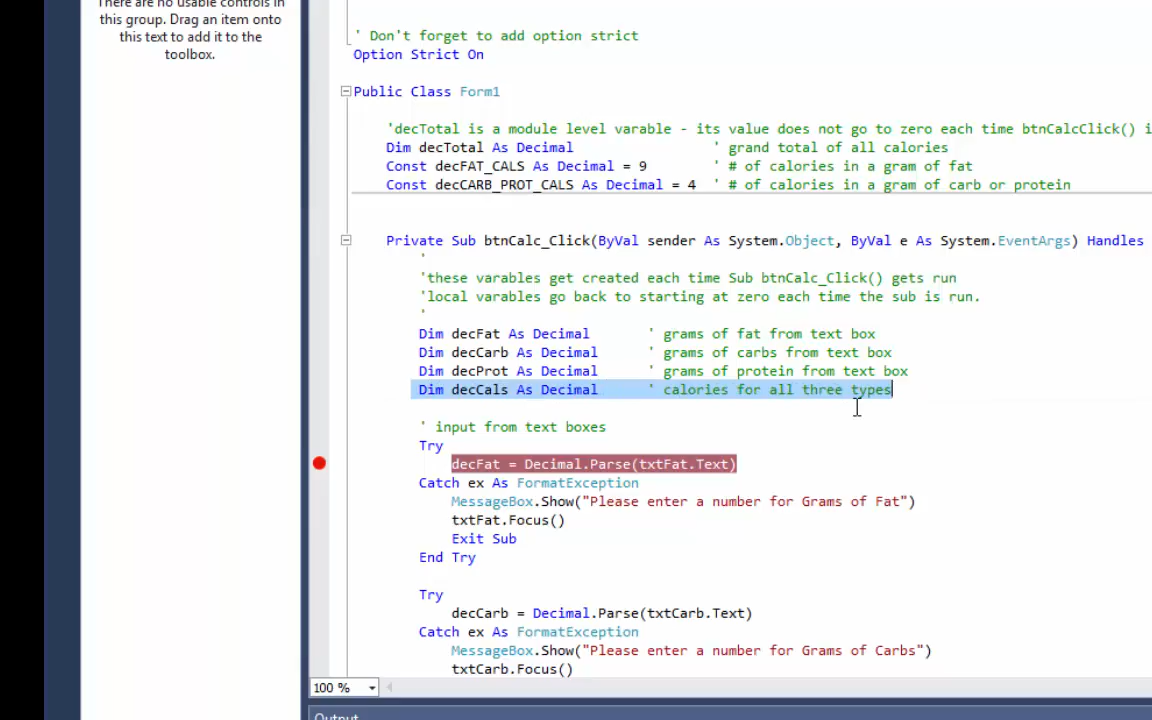 There are no usable controls in
this group. Drag an item onto
this text to add it to the
toolbox.
' Don't forget to add option strict
Option Strict On
Public Class Form1
'decTotal is a module level varable - its value does not go to zero each time btnCalcClick() i
Dim decTotal As Decimal ' grand total of all calories
Const decFAT_CALS As Decimal = 9 ' # of calories in a gram of fat
Const decCARB_PROT_CALS As Decimal = 4 ' # of calories in a gram of carb or protein
Private Sub btnCalc_Click(ByVal sender As System.Object, ByVal e As System.EventArgs) Handles
'
'these varables get created each time Sub btnCalc_Click() gets run
'local varables go back to starting at zero each time the sub is run.
'
Dim decFat As Decimal ' grams of fat from text box
Dim decCarb As Decimal ' grams of carbs from text box
Dim decProt As Decimal ' grams of protein from text box
Dim decCals As Decimal ' calories for all three types
' input from text boxes
Try
decFat = Decimal.Parse(txtFat.Text)
Catch ex As FormatException
MessageBox.Show("Please enter a number for Grams of Fat")
txtFat.Focus()
Exit Sub
End Try
Try
decCarb = Decimal.Parse(txtCarb.Text)
Catch ex As FormatException
MessageBox.Show("Please enter a number for Grams of Carbs")
txtCarb.Focus()
100 %
Output